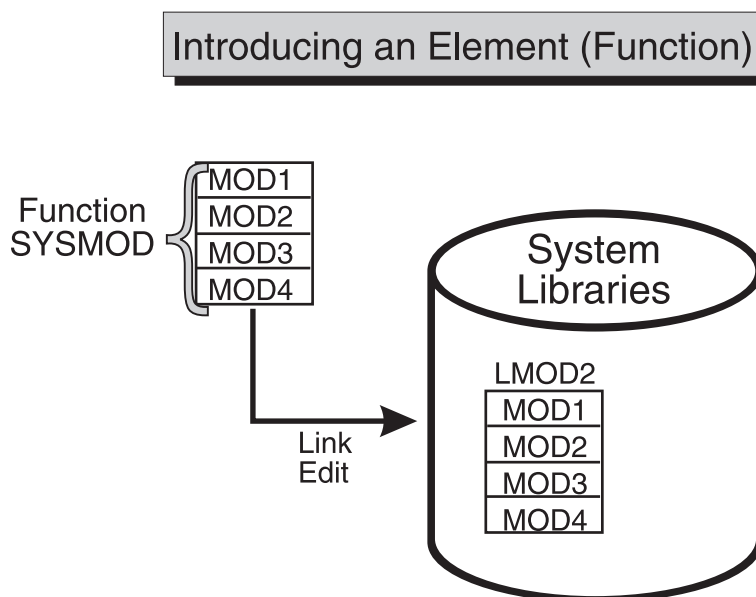 Introducing an Element (Function)
Function
SYSMOD
MOD1
MOD2
MOD3
MOD4
Link
Edit
System
Libraries
LMOD2
MOD1
MOD2
MOD3
MOD4